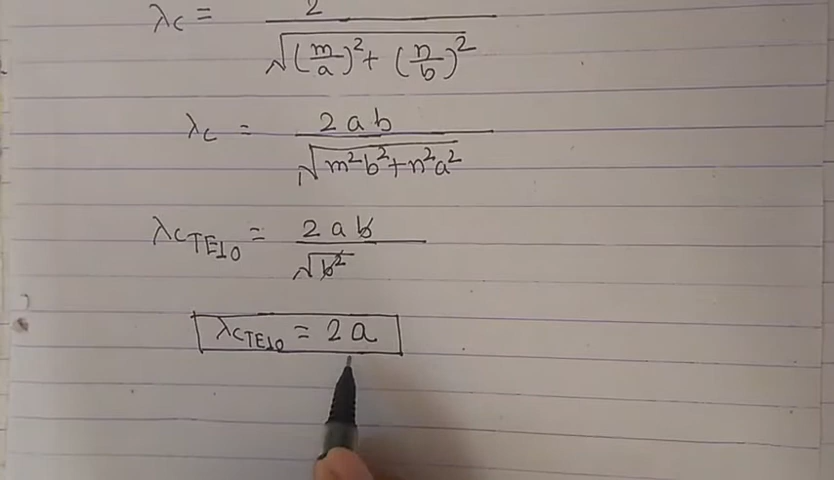 λc = 2 / √((m/a)² + (n/b)²)
λc = 2ab / √(m²b² + n²a²)
λcTE10 = 2ab / √b²
λcTE10 = 2a